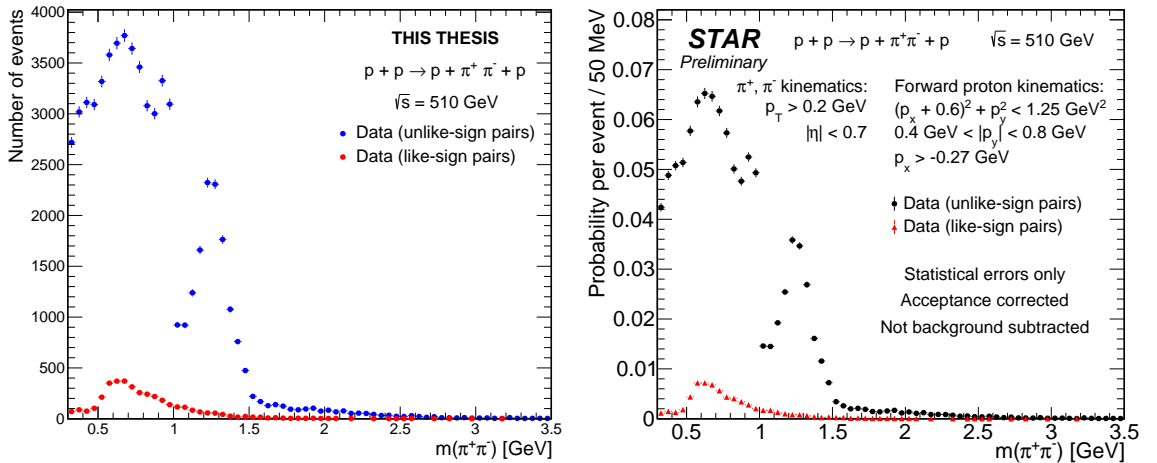 Number of events
4000
3500
3000
2500
2000
1500
1000
500
0
THIS THESIS
p + p → p + π⁺ π⁻ + p
√s = 510 GeV
Data (unlike-sign pairs)
Data (like-sign pairs)
0.5 1 1.5 2 2.5 3 3.5
m(π⁺π⁻) [GeV]
Probability per event / 50 MeV
0.08
0.07
0.06
0.05
0.04
0.03
0.02
0.01
0
STAR
Preliminary
p + p → p + π⁺π⁻ + p √s = 510 GeV
π⁺, π⁻ kinematics:
p_T > 0.2 GeV
|η| < 0.7
Forward proton kinematics:
(p_x + 0.6)² + p_y² < 1.25 GeV²
0.4 GeV < |p_y| < 0.8 GeV
p_x > -0.27 GeV
Data (unlike-sign pairs)
Data (like-sign pairs)
Statistical errors only
Acceptance corrected
Not background subtracted
0.5 1 1.5 2 2.5 3 3.5
m(π⁺π⁻) [GeV]